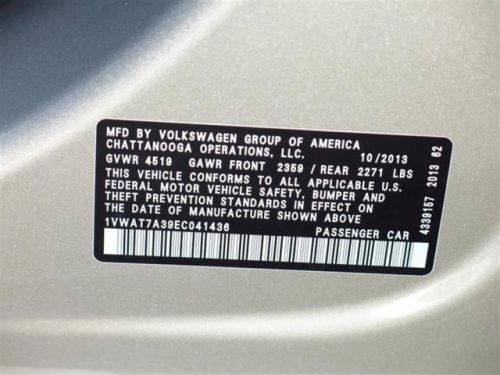 MFD BY VOLKSWAGEN GROUP OF AMERICA
CHATTANOOGA OPERATIONS, LLC. 10/2013
GVWR 4519 GAWR FRONT 2359 / REAR 2271 LBS
THIS VEHICLE CONFORMS TO ALL APPLICABLE U.S.
FEDERAL MOTOR VEHICLE SAFETY, BUMPER AND
THEFT PREVENTION STANDARDS IN EFFECT ON
THE DATE OF MANUFACTURE SHOWN ABOVE
1VWAT7A39EC041436 PASSENGER CAR
4339157 2013 62